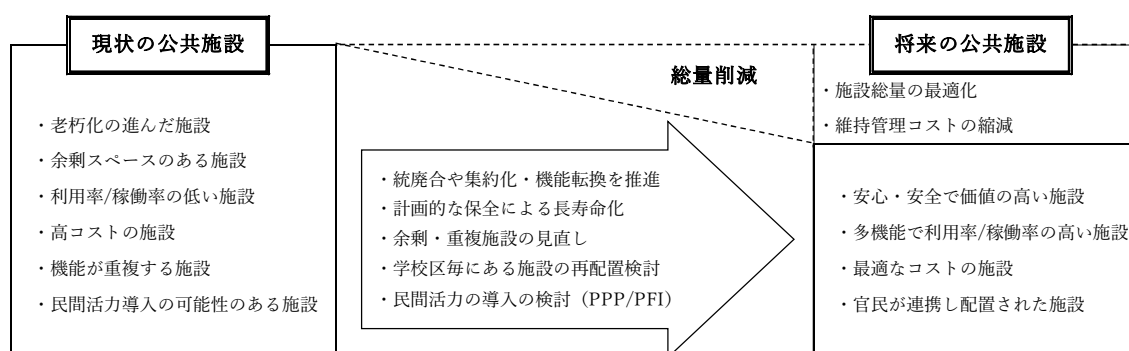 現状の公共施設
・老朽化の進んだ施設
・余剰スペースのある施設
・利用率/稼働率の低い施設
・高コストの施設
・機能が重複する施設
・民間活力導入の可能性のある施設
総量削減
・統廃合や集約化・機能転換を推進
・計画的な保全による長寿命化
・余剰・重複施設の見直し
・学校区毎にある施設の再配置検討
・民間活力の導入の検討（PPP/PFI）
将来の公共施設
・施設総量の最適化
・維持管理コストの縮減
・安心・安全で価値の高い施設
・多機能で利用率/稼働率の高い施設
・最適なコストの施設
・官民が連携し配置された施設